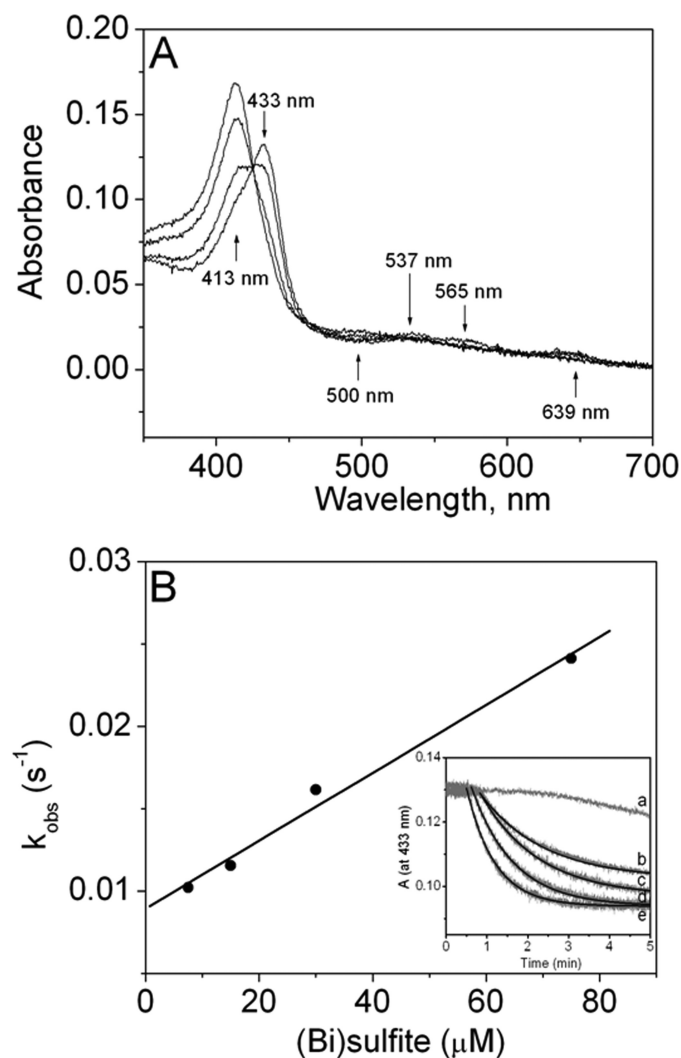 A
0.20
0.15
0.10
0.05
0.00
Absorbance
433 nm
413 nm
537 nm
565 nm
500 nm
639 nm
400
500
600
700
Wavelength, nm
B
0.03
0.02
0.01
k_obs (s⁻¹)
0
20
40
60
80
(Bi)sulfite (μM)
0.14
0.12
0.10
A (at 433 nm)
a
b
c
d
e
0
1
2
3
4
5
Time (min)